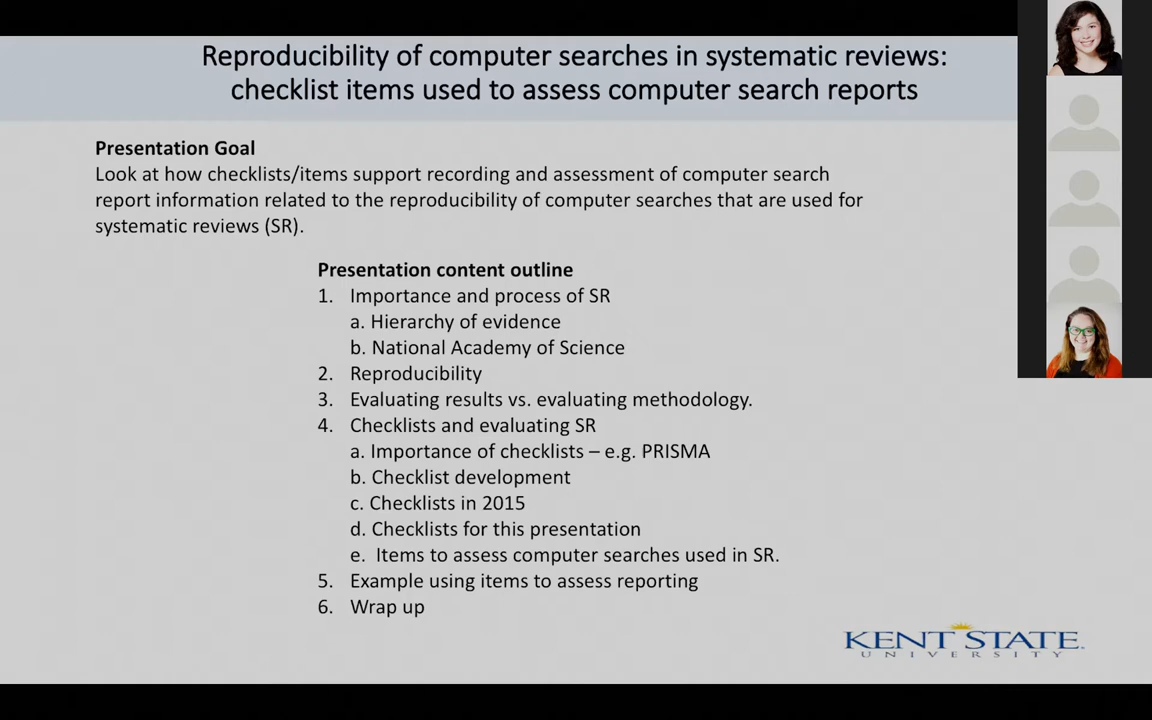 Reproducibility of computer searches in systematic reviews:
checklist items used to assess computer search reports
Presentation Goal
Look at how checklists/items support recording and assessment of computer search
report information related to the reproducibility of computer searches that are used for
systematic reviews (SR).
Presentation content outline
1. Importance and process of SR
a. Hierarchy of evidence
b. National Academy of Science
2. Reproducibility
3. Evaluating results vs. evaluating methodology.
4. Checklists and evaluating SR
a. Importance of checklists – e.g. PRISMA
b. Checklist development
c. Checklists in 2015
d. Checklists for this presentation
e. Items to assess computer searches used in SR.
5. Example using items to assess reporting
6. Wrap up
KENT STATE.
UNIVERSITY